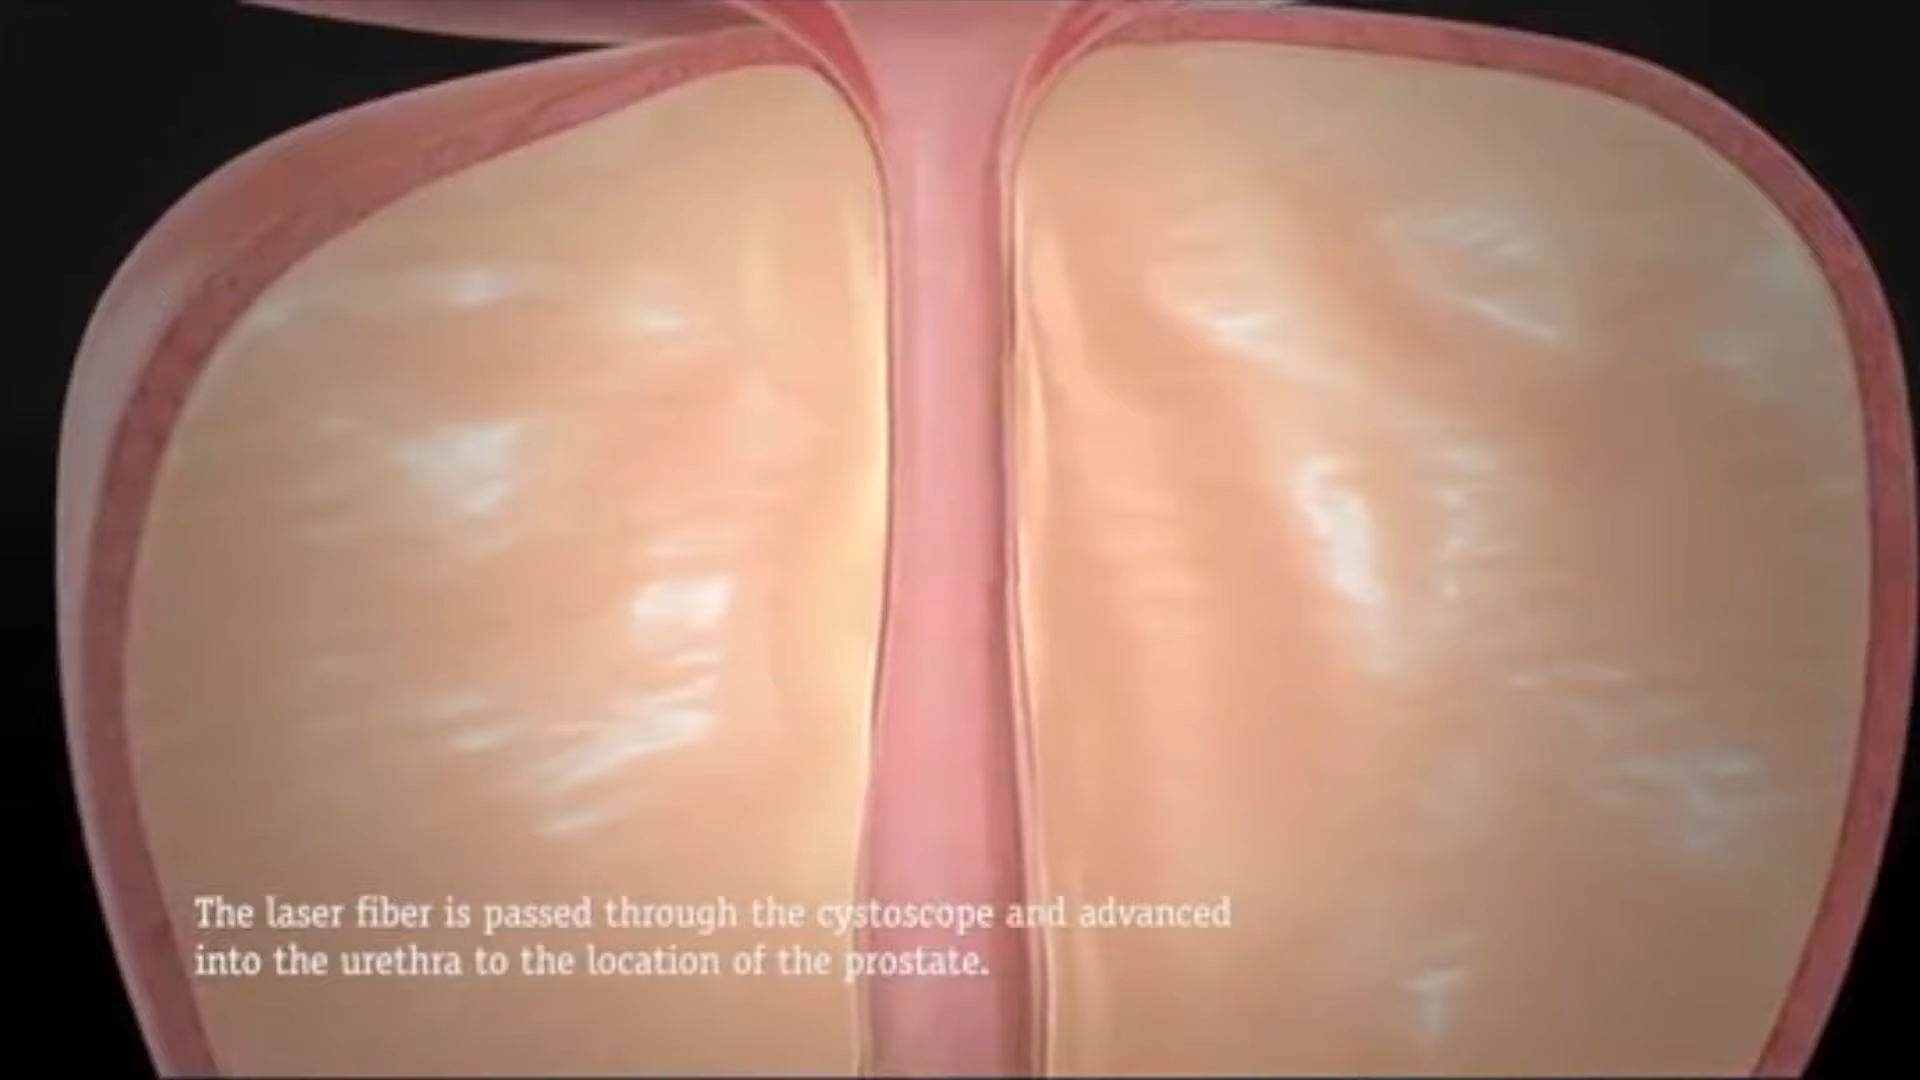 The laser fiber is passed through the cystoscope and advanced
into the urethra to the location of the prostate.